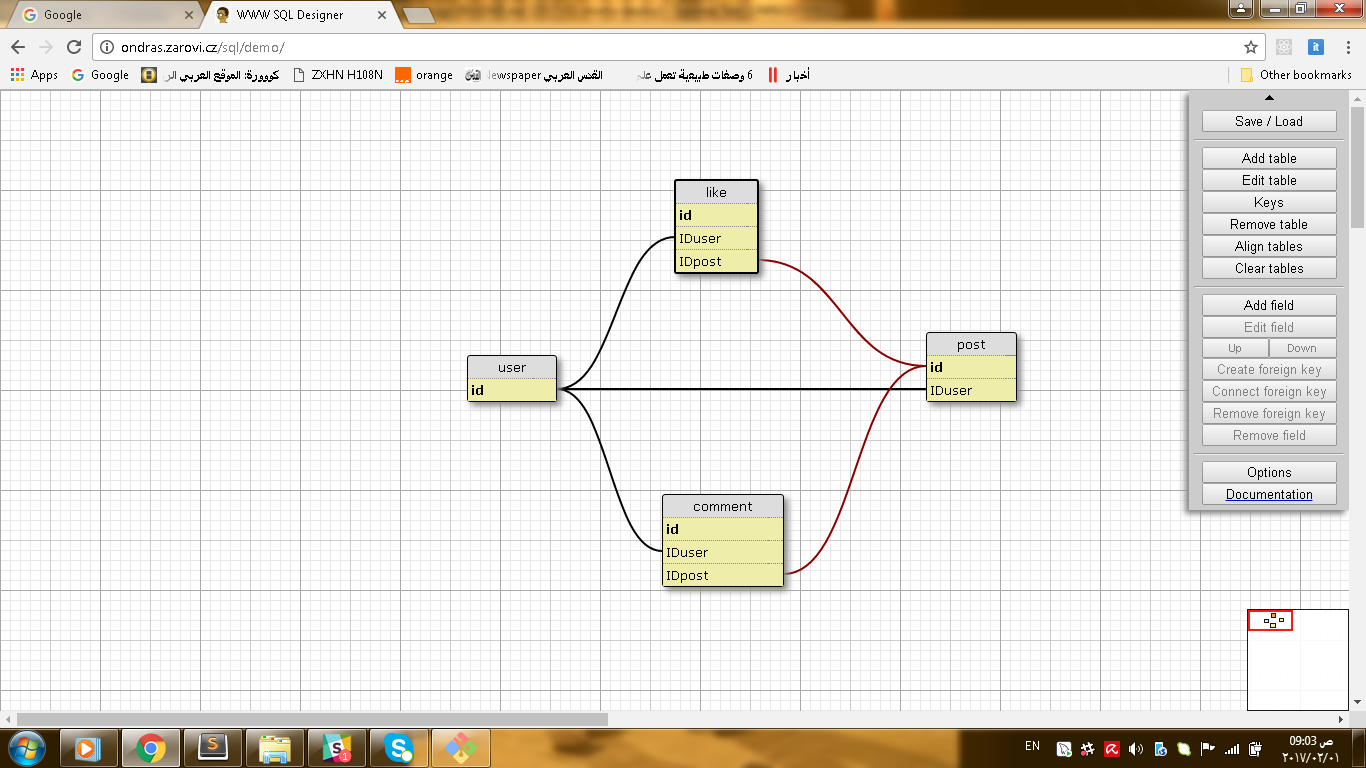 Google
WWW SQL Designer
ondras.zarovi.cz/sql/demo/
Apps
Google
كووورة: الموقع العربي الر
ZXHN H108N
orange
القدس العربي Newspaper
6 وصفات طبيعية تعمل على
أخبار
Other bookmarks
Save / Load
Add table
Edit table
Keys
Remove table
Align tables
Clear tables
Add field
Edit field
Up
Down
Create foreign key
Connect foreign key
Remove foreign key
Remove field
Options
Documentation
like
id
IDuser
IDpost
user
id
post
id
IDuser
comment
id
IDuser
IDpost
1
EN
09:03 ص
٢٠١٧/٠٢/٠١